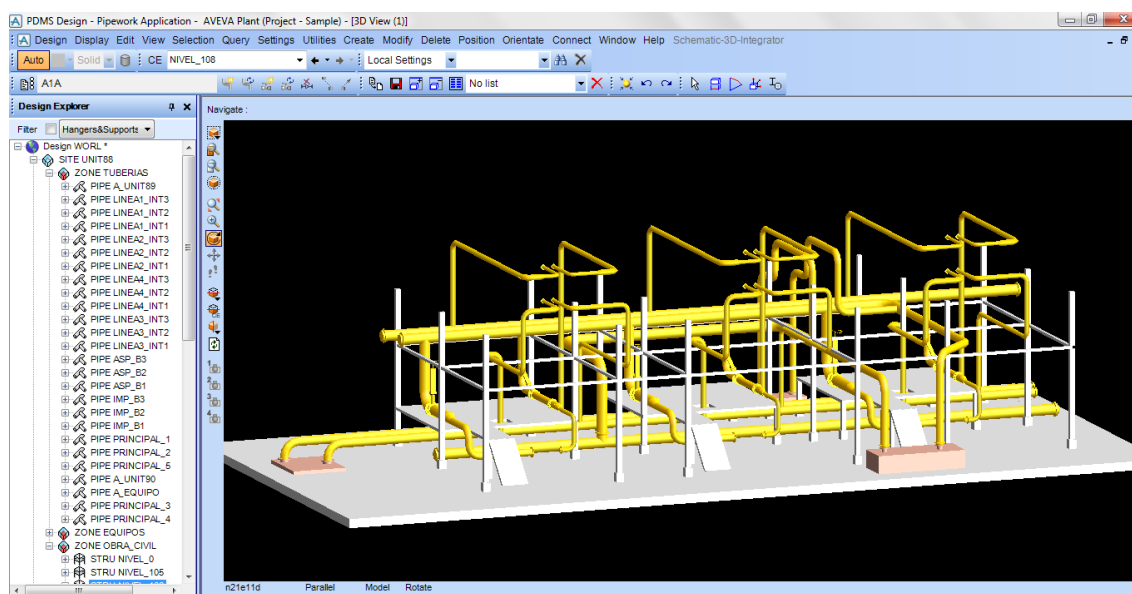 PDMS Design - Pipework Application - AVEVA Plant (Project - Sample) - [3D View (1)]
Design Display Edit View Selection Query Settings Utilities Create Modify Delete Position Orientate Connect Window Help Schematic-3D-Integrator
Auto Solid CE NIVEL_108 Local Settings
A1A No list
Design Explorer
Navigate :
Filter Hangers&Supports
Design WORL *
SITE UNIT88
ZONE TUBERIAS
PIPE A_UNIT89
PIPE LINEA1_INT3
PIPE LINEA1_INT2
PIPE LINEA1_INT1
PIPE LINEA2_INT3
PIPE LINEA2_INT2
PIPE LINEA2_INT1
PIPE LINEA4_INT3
PIPE LINEA4_INT2
PIPE LINEA4_INT1
PIPE LINEA3_INT3
PIPE LINEA3_INT2
PIPE LINEA3_INT1
PIPE ASP_B3
PIPE ASP_B2
PIPE ASP_B1
PIPE IMP_B3
PIPE IMP_B2
PIPE IMP_B1
PIPE PRINCIPAL_1
PIPE PRINCIPAL_2
PIPE PRINCIPAL_5
PIPE A_UNIT90
PIPE A_EQUIPO
PIPE PRINCIPAL_3
PIPE PRINCIPAL_4
ZONE EQUIPOS
ZONE OBRA_CIVIL
STRU NIVEL_0
STRU NIVEL_105
1
2
3
4
n21e11d Parallel Model Rotate